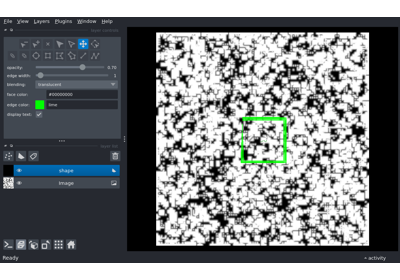 File View Layers Plugins Window Help
layer controls
opacity: 0.70
edge width: 1
blending: translucent
face color: #00000000
edge color: lime
display text: ✓
layer list
shape
image
Ready activity